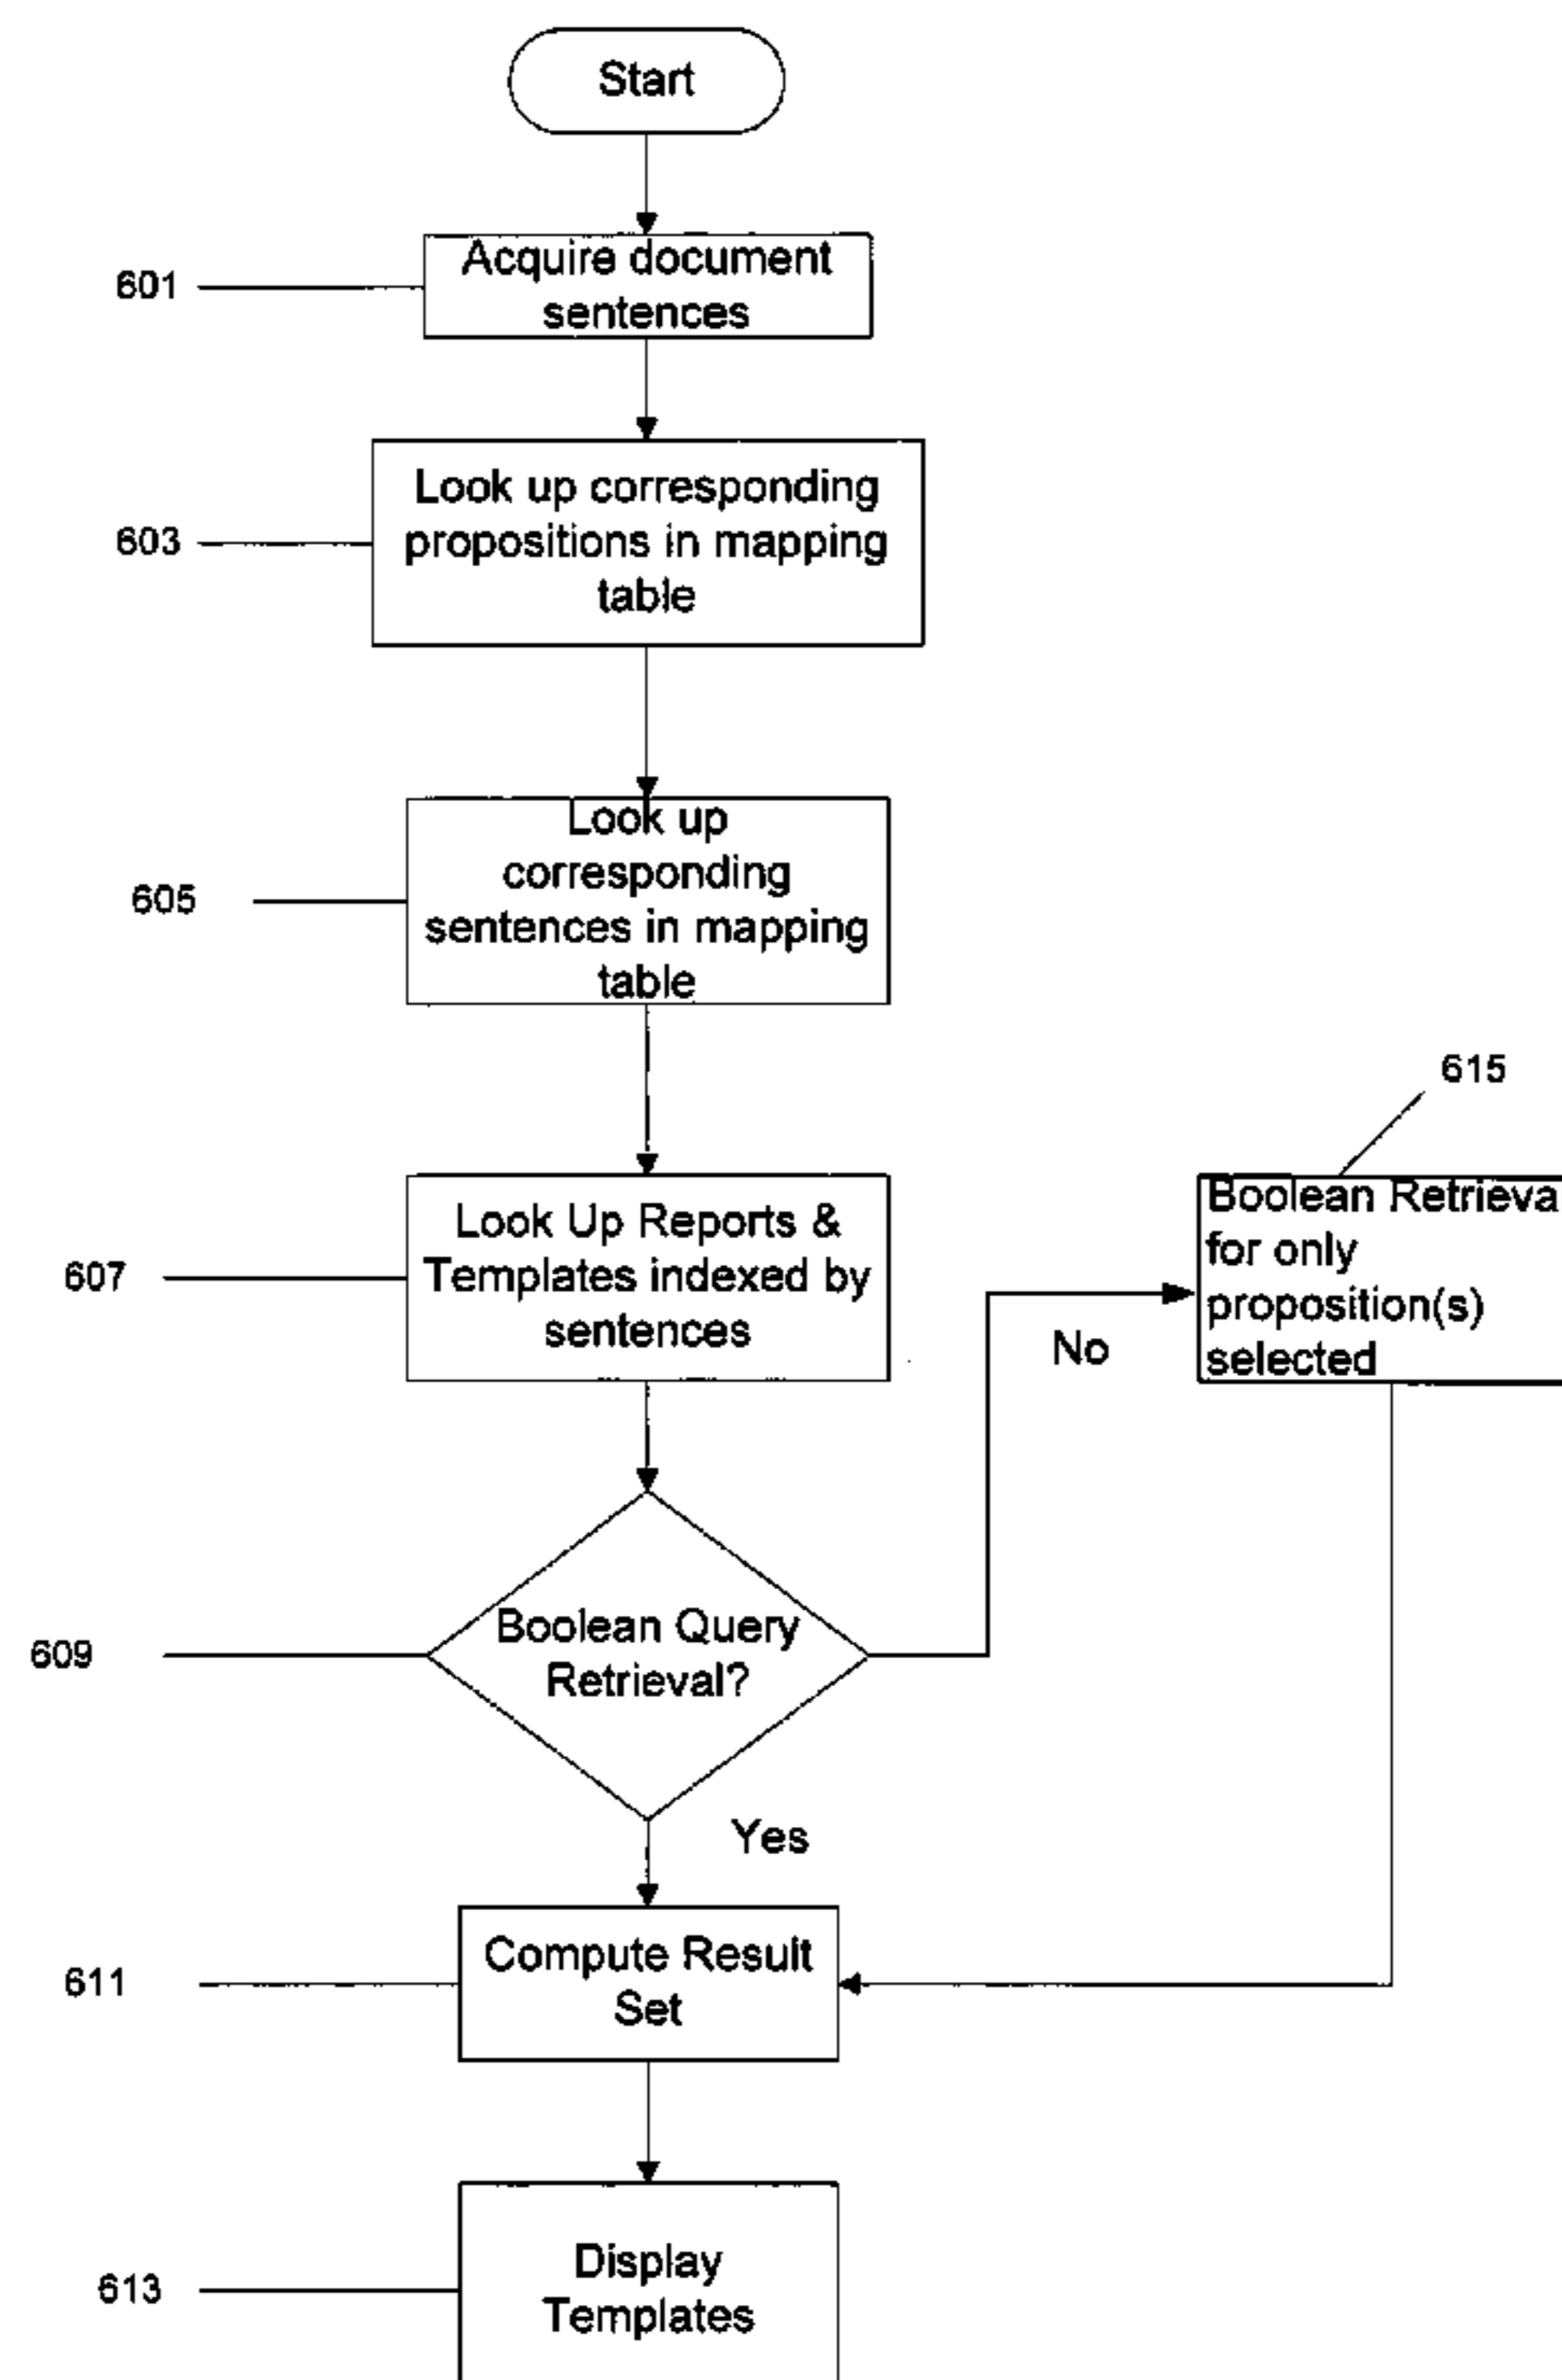 Start
601
Acquire document
sentences
603
Look up corresponding
propositions in mapping
table
605
Look up
corresponding
sentences in mapping
table
607
Look Up Reports &
Templates indexed by
sentences
615
Boolean Retrieva
for only
proposition(s)
selected
No
609
Boolean Query
Retrieval?
Yes
611
Compute Result
Set
613
Display
Templates